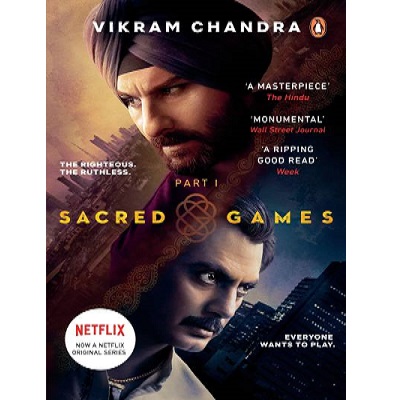 VIKRAM CHANDRA
'A MASTERPIECE'
The Hindu
'MONUMENTAL'
Wall Street Journal
'A RIPPING
GOOD READ'
Week
THE RIGHTEOUS.
THE RUTHLESS.
PART I
SACRED GAMES
NETFLIX
NOW A NETFLIX
ORIGINAL SERIES
EVERYONE
WANTS TO PLAY.